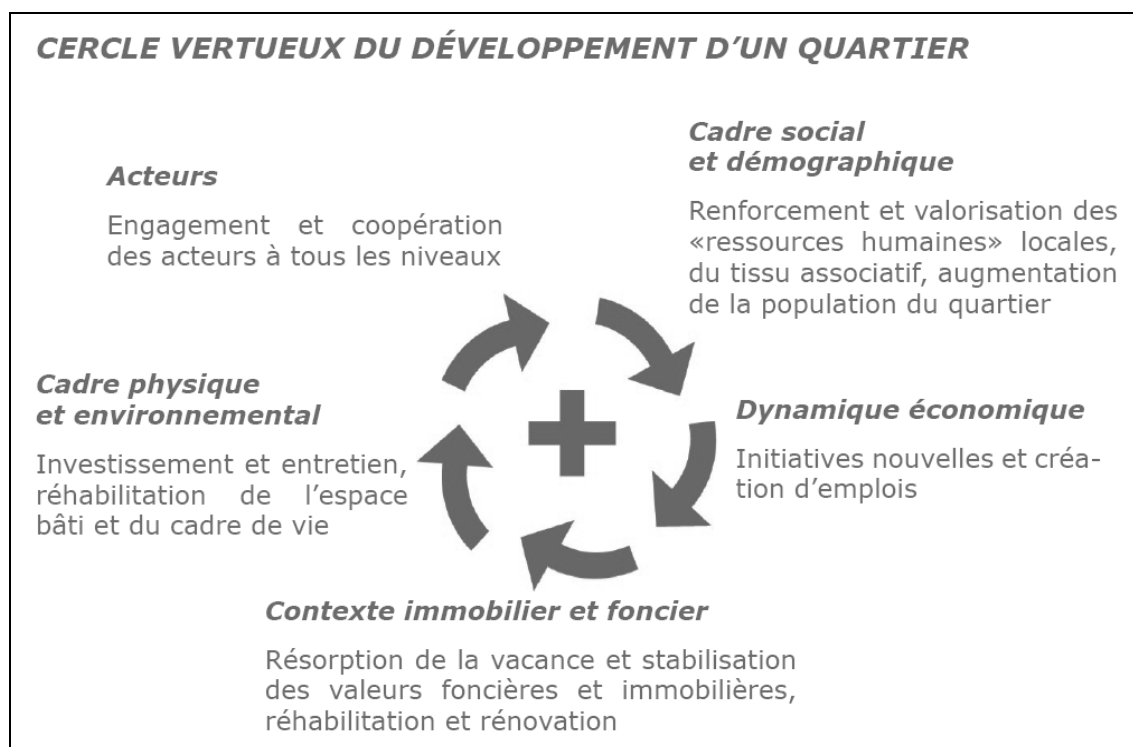 CERCLE VERTUEUX DU DÉVELOPPEMENT D'UN QUARTIER
Acteurs
Engagement et coopération
des acteurs à tous les niveaux
Cadre social
et démographique
Renforcement et valorisation des
«ressources humaines» locales,
du tissu associatif, augmentation
de la population du quartier
Dynamique économique
Initiatives nouvelles et créa-
tion d'emplois
Contexte immobilier et foncier
Résorption de la vacance et stabilisation
des valeurs foncières et immobilières,
réhabilitation et rénovation
Cadre physique
et environnemental
Investissement et entretien,
réhabilitation de l'espace
bâti et du cadre de vie